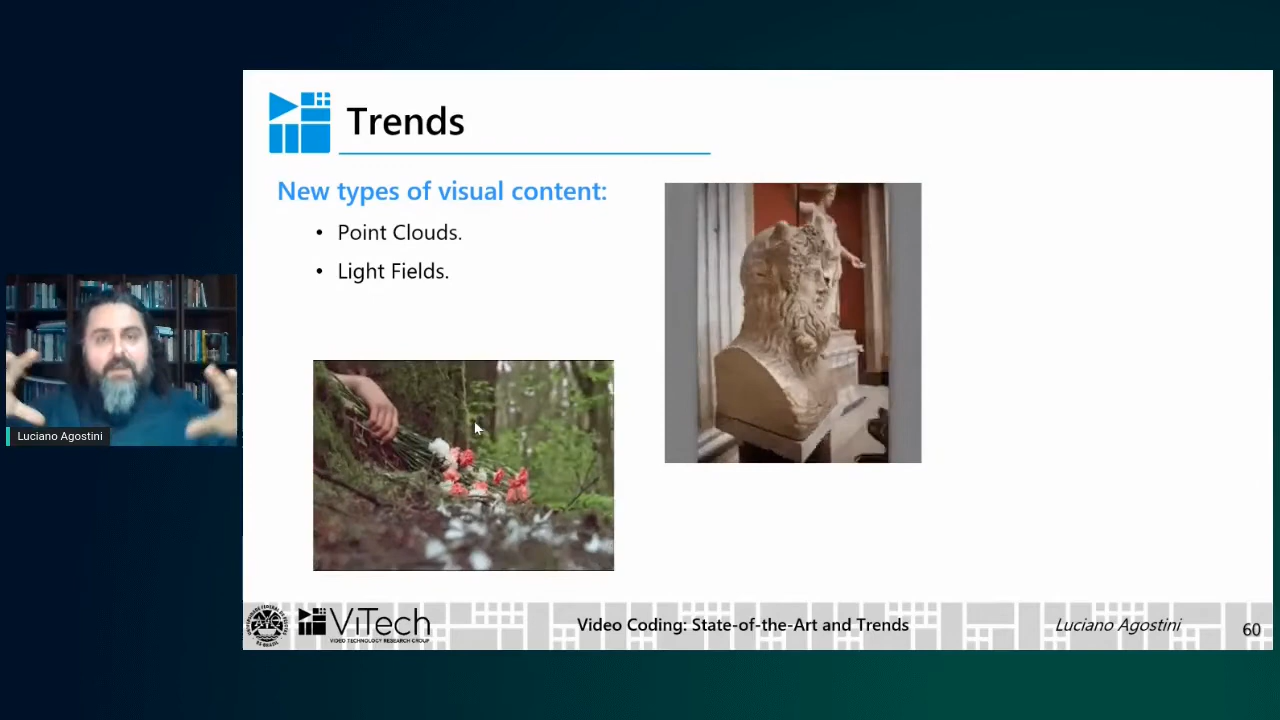 Trends
New types of visual content:
• Point Clouds.
• Light Fields.
Luciano Agostini
ViTech
VIDEO TECHNOLOGY RESEARCH GROUP
Video Coding: State-of-the-Art and Trends
Luciano Agostini
60